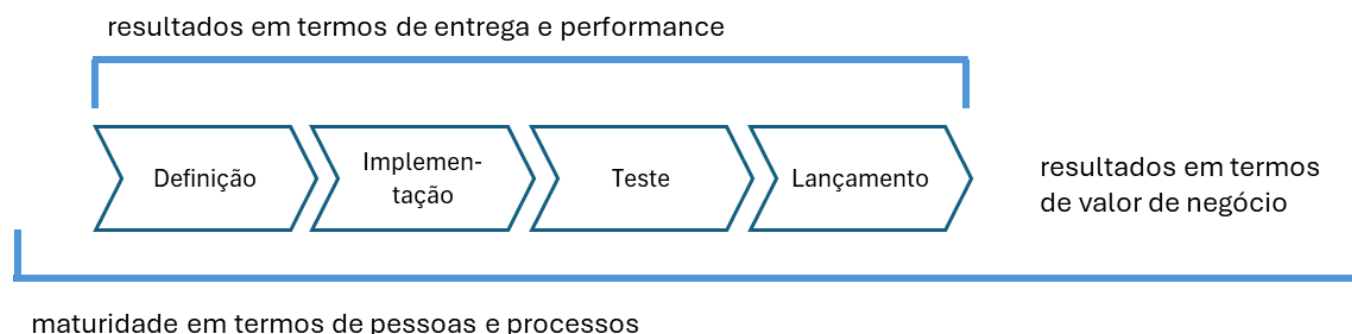 resultados em termos de entrega e performance
Definição
Implemen-
tação
Teste
Lançamento
resultados em termos
de valor de negócio
maturidade em termos de pessoas e processos